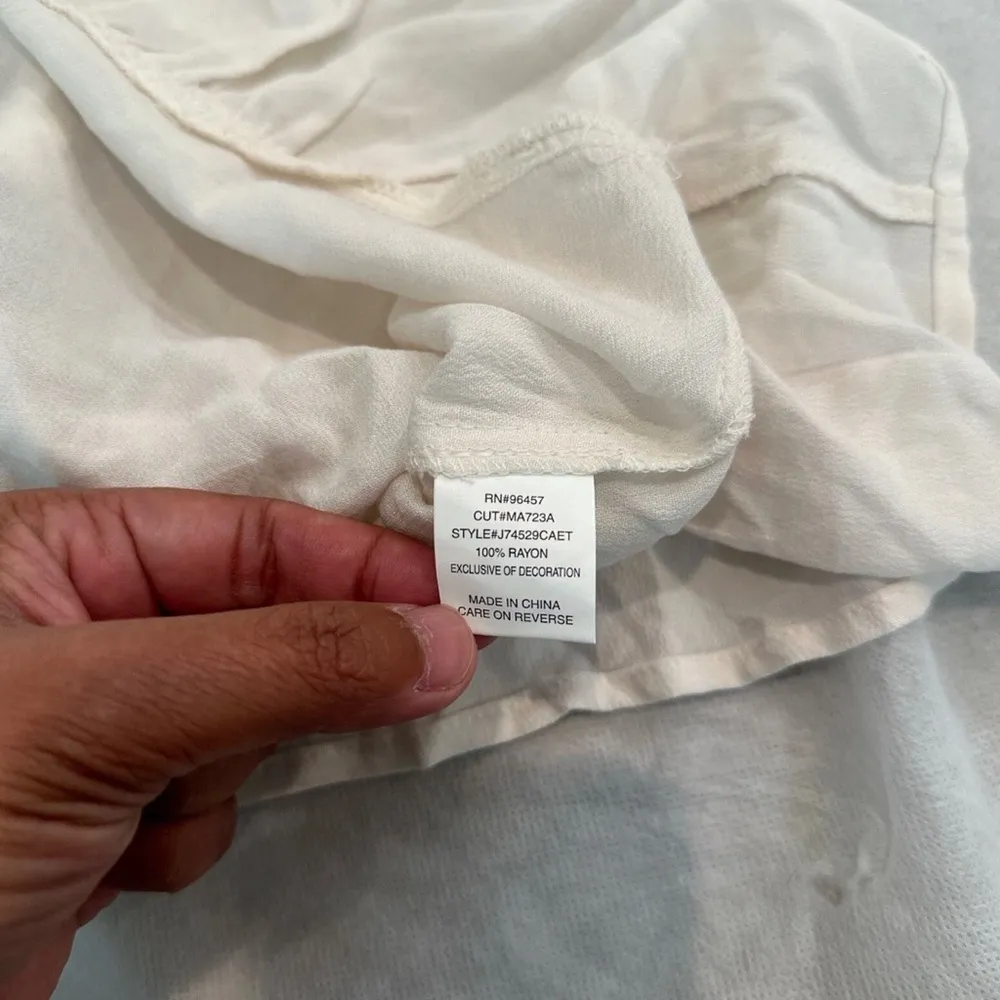 RN#96457
CUT#MA723A
STYLE#J74529CAET
100% RAYON
EXCLUSIVE OF DECORATION
MADE IN CHINA
CARE ON REVERSE